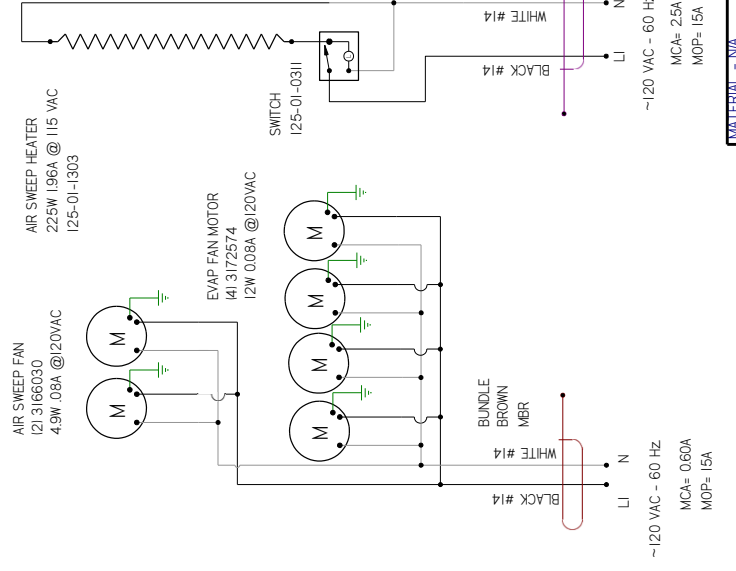 AIR SWEEP HEATER
225W 1.96A @ 115 VAC
125-01-1303
SWITCH
125-01-0311
WHITE #14
BLACK #14
N
L1
~120 VAC - 60 Hz
MCA= 2.5A
MOP= 15A
MATERIAL = N/A
AIR SWEEP FAN
(2) 3166030
4.9W .08A @120VAC
M
M
EVAP FAN MOTOR
(4) 3172574
12W 0.08A @120VAC
M
M
M
M
BUNDLE
BROWN
MBR
WHITE #14
BLACK #14
N
L1
~120 VAC - 60 Hz
MCA= 0.60A
MOP= 15A